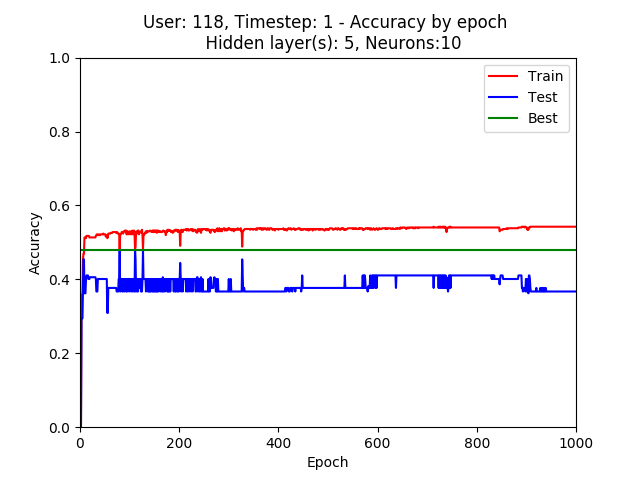 User: 118, Timestep: 1 - Accuracy by epoch
Hidden layer(s): 5, Neurons:10
1.0
0.8
0.6
0.4
0.2
0.0
Accuracy
Train
Test
Best
0 200 400 600 800 1000
Epoch